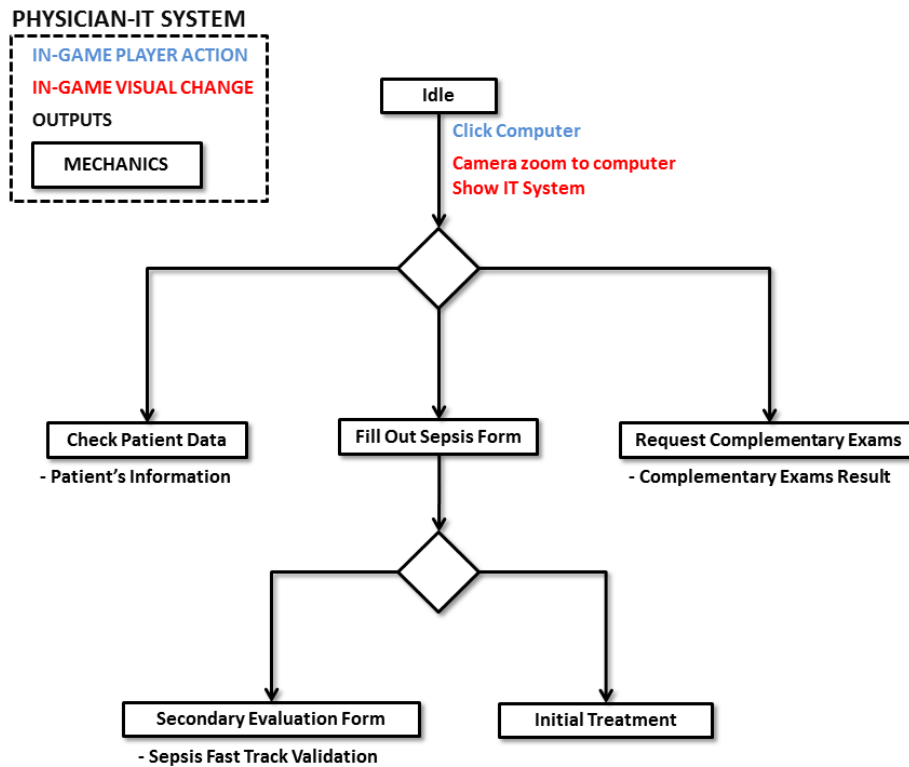 PHYSICIAN-IT SYSTEM
IN-GAME PLAYER ACTION
IN-GAME VISUAL CHANGE
OUTPUTS
MECHANICS
Idle
Click Computer
Camera zoom to computer
Show IT System
Check Patient Data
- Patient's Information
Fill Out Sepsis Form
Request Complementary Exams
- Complementary Exams Result
Secondary Evaluation Form
- Sepsis Fast Track Validation
Initial Treatment